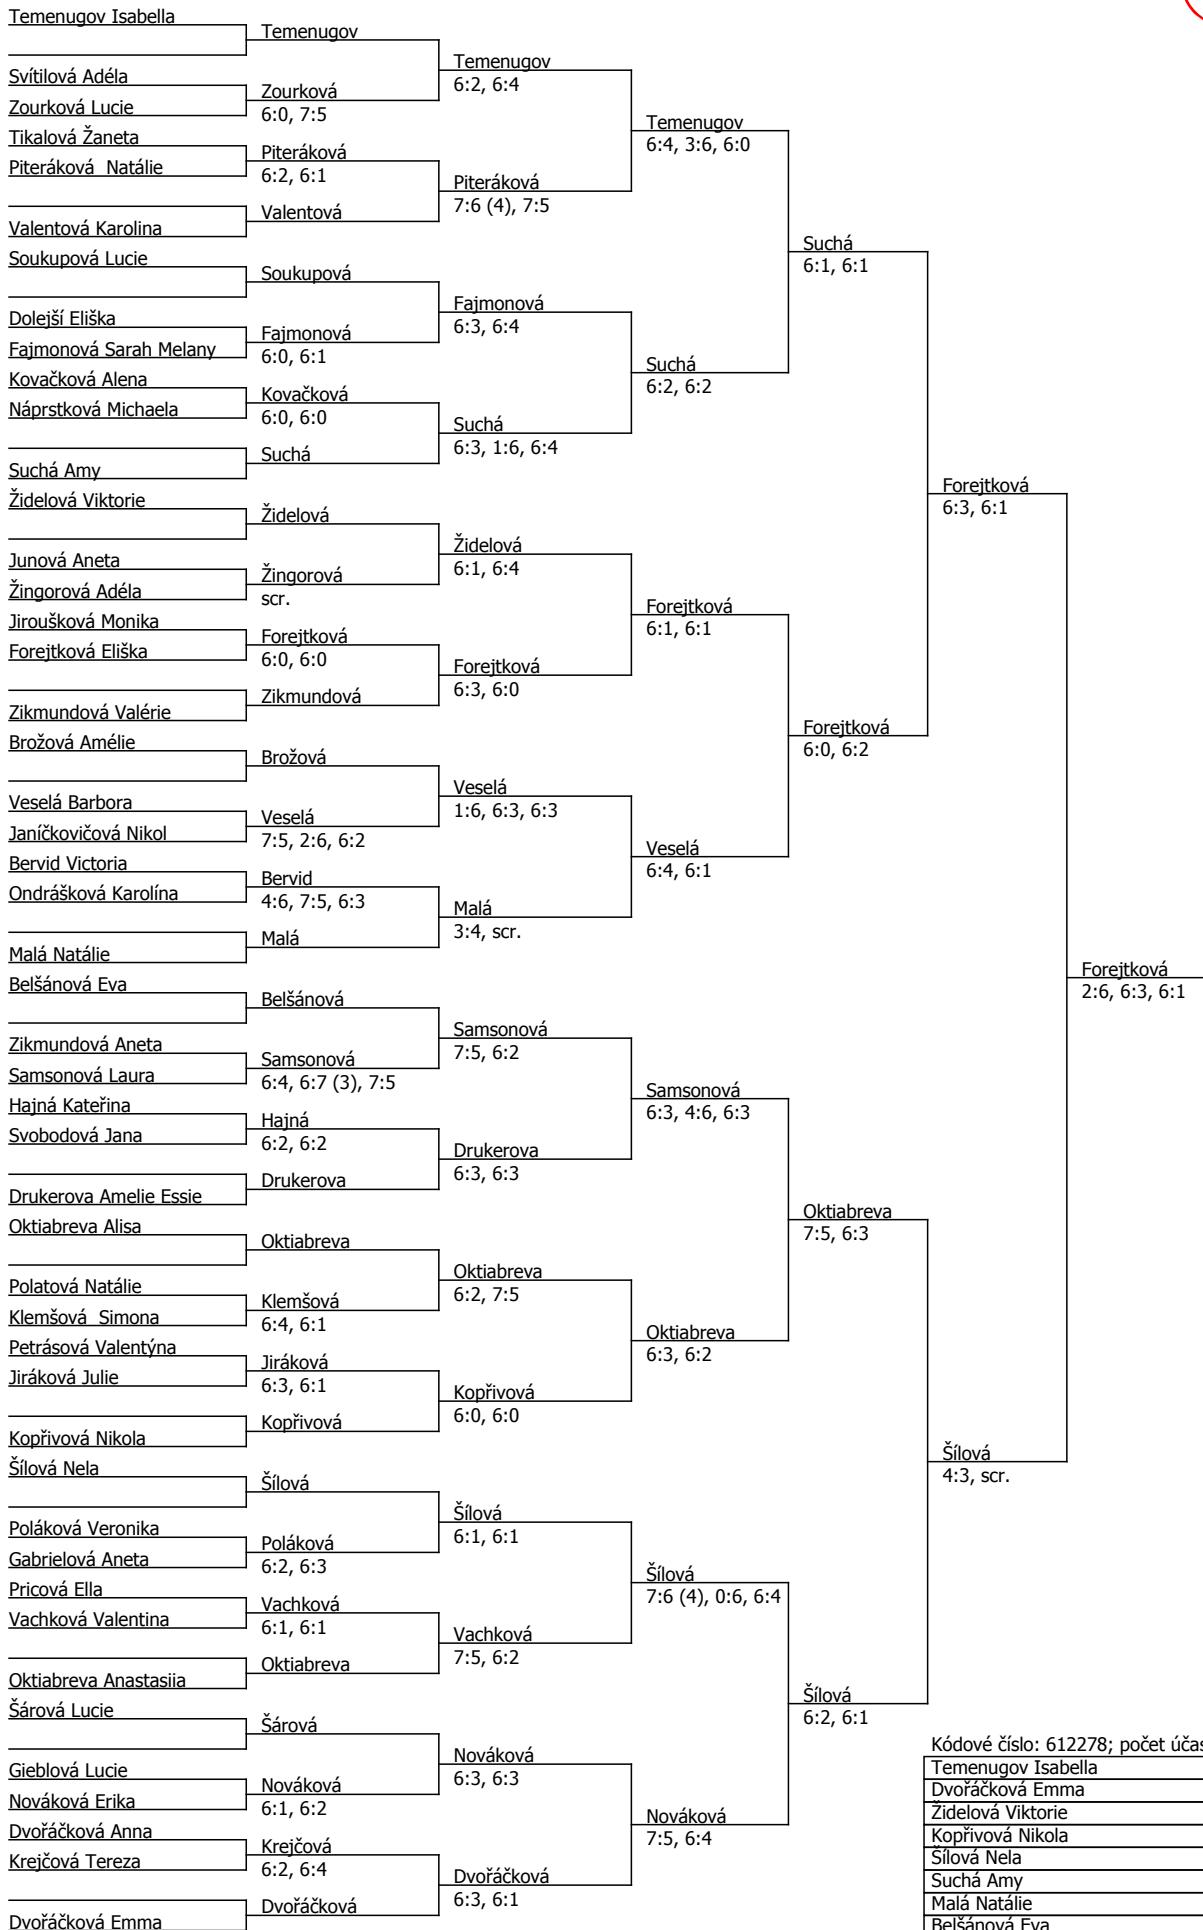 Temenugov Isabella
Svítilová Adéla
Zourková Lucie
Tikalová Žaneta
Piteráková  Natálie
Valentová Karolina
Soukupová Lucie
Dolejší Eliška
Fajmonová Sarah Melany
Kovačková Alena
Náprstková Michaela
Suchá Amy
Židelová Viktorie
Junová Aneta
Žingorová Adéla
Jiroušková Monika
Forejtková Eliška
Zikmundová Valérie
Brožová Amélie
Veselá Barbora
Janíčkovičová Nikol
Bervid Victoria
Ondrášková Karolína
Malá Natálie
Belšánová Eva
Zikmundová Aneta
Samsonová Laura
Hajná Kateřina
Svobodová Jana
Drukerova Amelie Essie
Oktiabreva Alisa
Polatová Natálie
Klemšová  Simona
Petrásová Valentýna
Jiráková Julie
Kopřivová Nikola
Šílová Nela
Poláková Veronika
Gabrielová Aneta
Pricová Ella
Vachková Valentina
Oktiabreva Anastasiia
Šárová Lucie
Gieblová Lucie
Nováková Erika
Dvořáčková Anna
Krejčová Tereza
Dvořáčková Emma
Temenugov
Zourková
6:0, 7:5
Piteráková
6:2, 6:1
Valentová
Soukupová
Fajmonová
6:0, 6:1
Kovačková
6:0, 6:0
Suchá
Židelová
Žingorová
scr.
Forejtková
6:0, 6:0
Zikmundová
Brožová
Veselá
7:5, 2:6, 6:2
Bervid
4:6, 7:5, 6:3
Malá
Belšánová
Samsonová
6:4, 6:7 (3), 7:5
Hajná
6:2, 6:2
Drukerova
Oktiabreva
Klemšová
6:4, 6:1
Jiráková
6:3, 6:1
Kopřivová
Šílová
Poláková
6:2, 6:3
Vachková
6:1, 6:1
Oktiabreva
Šárová
Nováková
6:1, 6:2
Krejčová
6:2, 6:4
Dvořáčková
Temenugov
6:2, 6:4
Piteráková
7:6 (4), 7:5
Fajmonová
6:3, 6:4
Suchá
6:3, 1:6, 6:4
Židelová
6:1, 6:4
Forejtková
6:3, 6:0
Veselá
1:6, 6:3, 6:3
Malá
3:4, scr.
Samsonová
7:5, 6:2
Drukerova
6:3, 6:3
Oktiabreva
6:2, 7:5
Kopřivová
6:0, 6:0
Šílová
6:1, 6:1
Vachková
7:5, 6:2
Nováková
6:3, 6:3
Dvořáčková
6:3, 6:1
Temenugov
6:4, 3:6, 6:0
Suchá
6:2, 6:2
Forejtková
6:1, 6:1
Veselá
6:4, 6:1
Samsonová
6:3, 4:6, 6:3
Oktiabreva
6:3, 6:2
Šílová
7:6 (4), 0:6, 6:4
Nováková
7:5, 6:4
Suchá
6:1, 6:1
Forejtková
6:0, 6:2
Oktiabreva
7:5, 6:3
Šílová
6:2, 6:1
Forejtková
6:3, 6:1
Šílová
4:3, scr.
Forejtková
2:6, 6:3, 6:1
Kódové číslo: 612278; počet účas
Temenugov Isabella
Dvořáčková Emma
Židelová Viktorie
Kopřivová Nikola
Šílová Nela
Suchá Amy
Malá Natálie
Belšánová Eva